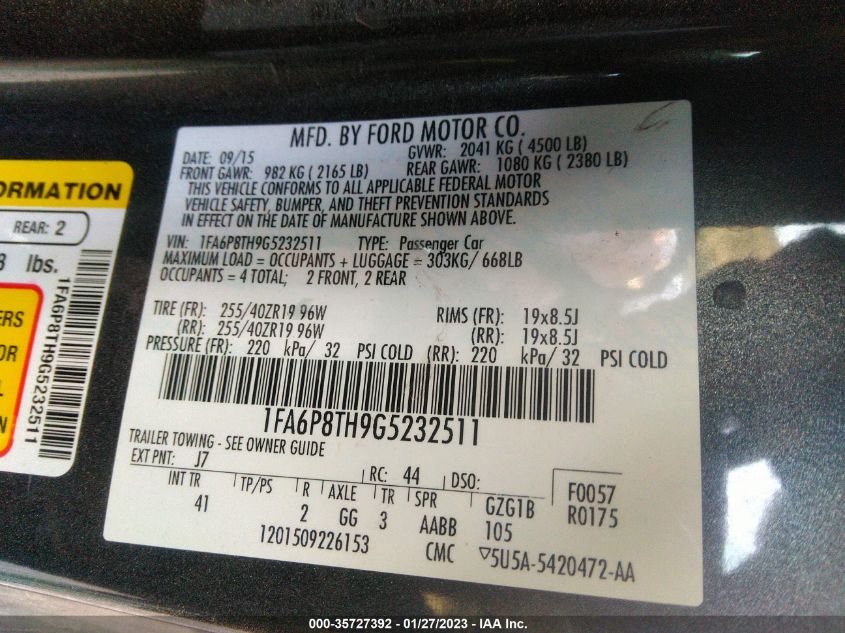 MFD. BY FORD MOTOR CO.
DATE: 09/15 GVWR: 2041 KG ( 4500 LB)
FRONT GAWR: 982 KG ( 2165 LB) REAR GAWR: 1080 KG ( 2380 LB)
THIS VEHICLE CONFORMS TO ALL APPLICABLE FEDERAL MOTOR
VEHICLE SAFETY, BUMPER, AND THEFT PREVENTION STANDARDS
IN EFFECT ON THE DATE OF MANUFACTURE SHOWN ABOVE.
VIN: 1FA6P8TH9G5232511 TYPE: Passenger Car
MAXIMUM LOAD = OCCUPANTS + LUGGAGE = 303KG/ 668LB
OCCUPANTS = 4 TOTAL; 2 FRONT, 2 REAR
TIRE (FR): 255/40ZR19 96W RIMS (FR): 19x8.5J
(RR): 255/40ZR19 96W (RR): 19x8.5J
PRESSURE (FR): 220 kPa/ 32 PSI COLD (RR): 220 kPa/ 32 PSI COLD
1FA6P8TH9G5232511
TRAILER TOWING - SEE OWNER GUIDE
EXT PNT: J7 RC: 44 DSO: F0057
INT TR TP/PS R AXLE TR SPR GZG1B R0175
41 2 GG 3 AABB 105
1201509226153 CMC ▽5U5A-5420472-AA
ORMATION
REAR: 2
lbs.
ERS
OR
L
N
1FA6P8TH9G5232511
000-35727392 - 01/27/2023 - IAA Inc.